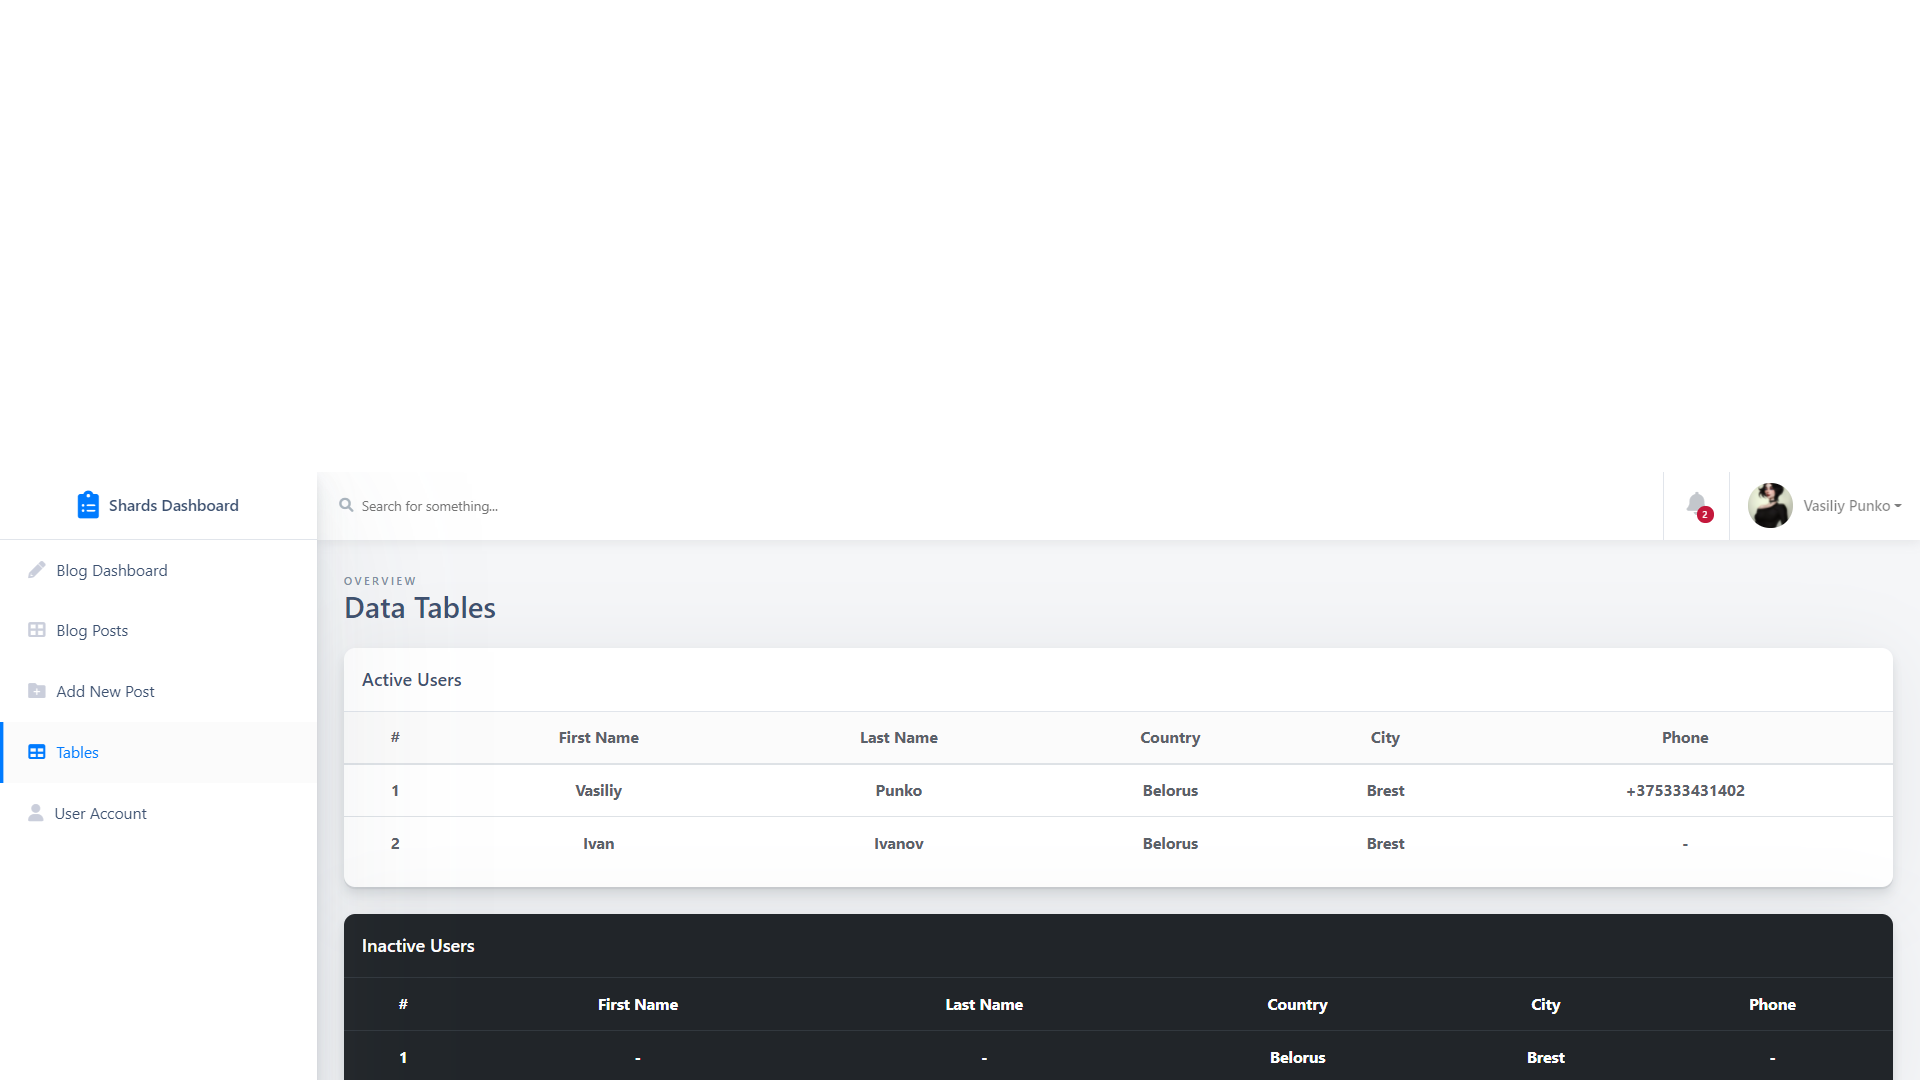 Shards Dashboard
Search for something...
2
Vasiliy Punko
Blog Dashboard
Blog Posts
Add New Post
Tables
User Account
OVERVIEW
Data Tables
Active Users
# First Name Last Name Country City Phone
1 Vasiliy Punko Belorus Brest +375333431402
2 Ivan Ivanov Belorus Brest -
Inactive Users
# First Name Last Name Country City Phone
1 - - Belorus Brest -